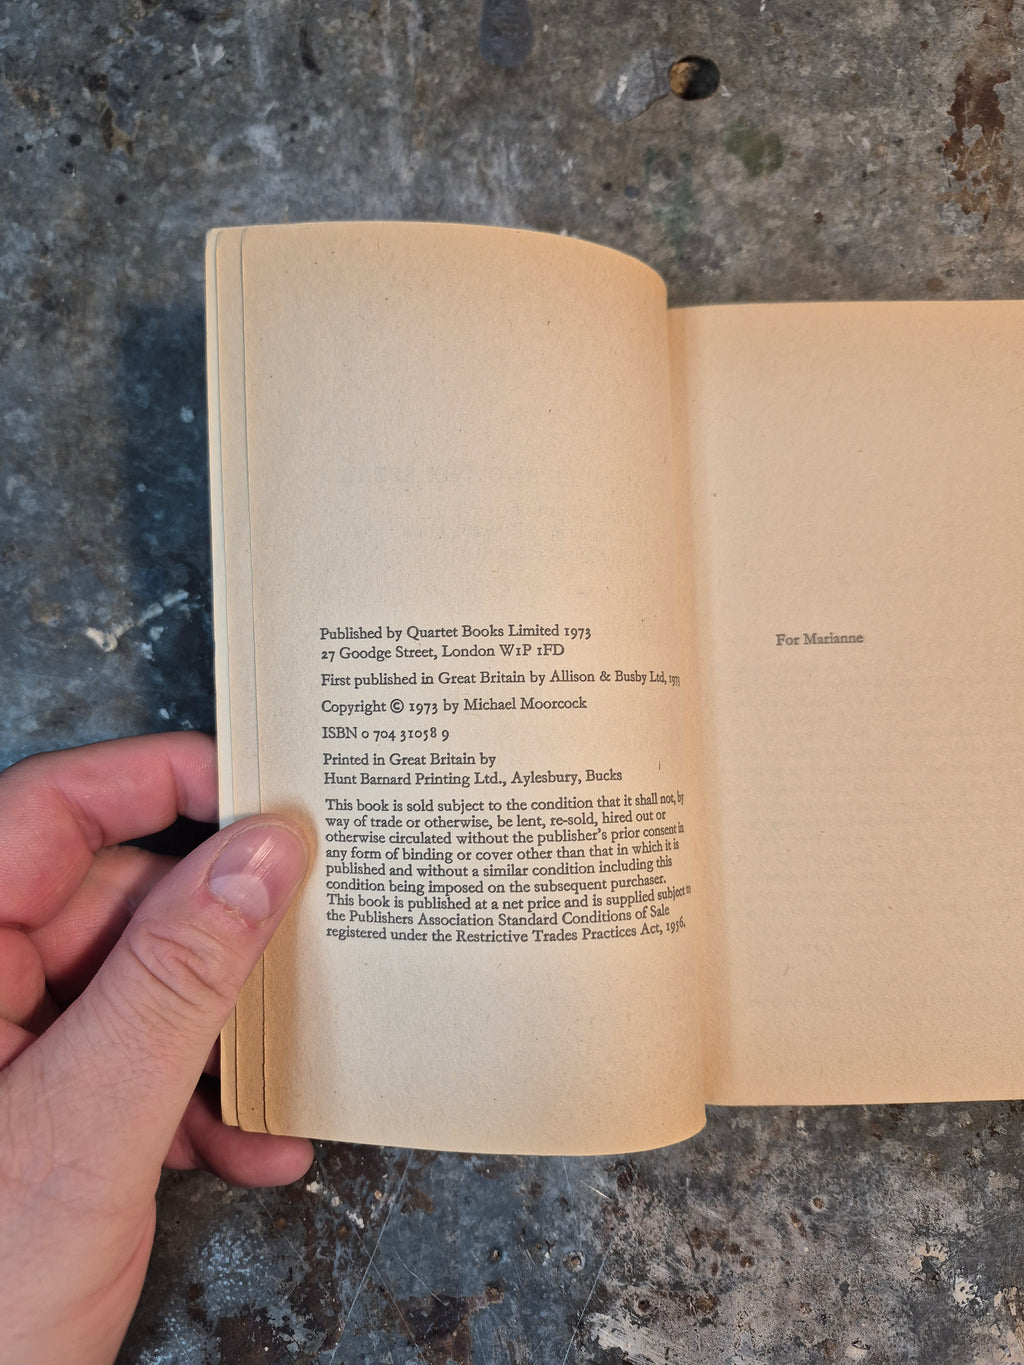 Published by Quartet Books Limited 1973
27 Goodge Street, London W1P 1FD
First published in Great Britain by Allison & Busby Ltd, 1973
Copyright © 1973 by Michael Moorcock
ISBN 0 704 31058 9
Printed in Great Britain by
Hunt Barnard Printing Ltd., Aylesbury, Bucks
This book is sold subject to the condition that it shall not, by
way of trade or otherwise, be lent, re-sold, hired out or
otherwise circulated without the publisher's prior consent in
any form of binding or cover other than that in which it is
published and without a similar condition including this
condition being imposed on the subsequent purchaser.
This book is published at a net price and is supplied subject to
the Publishers Association Standard Conditions of Sale
registered under the Restrictive Trades Practices Act, 1956.
For Marianne